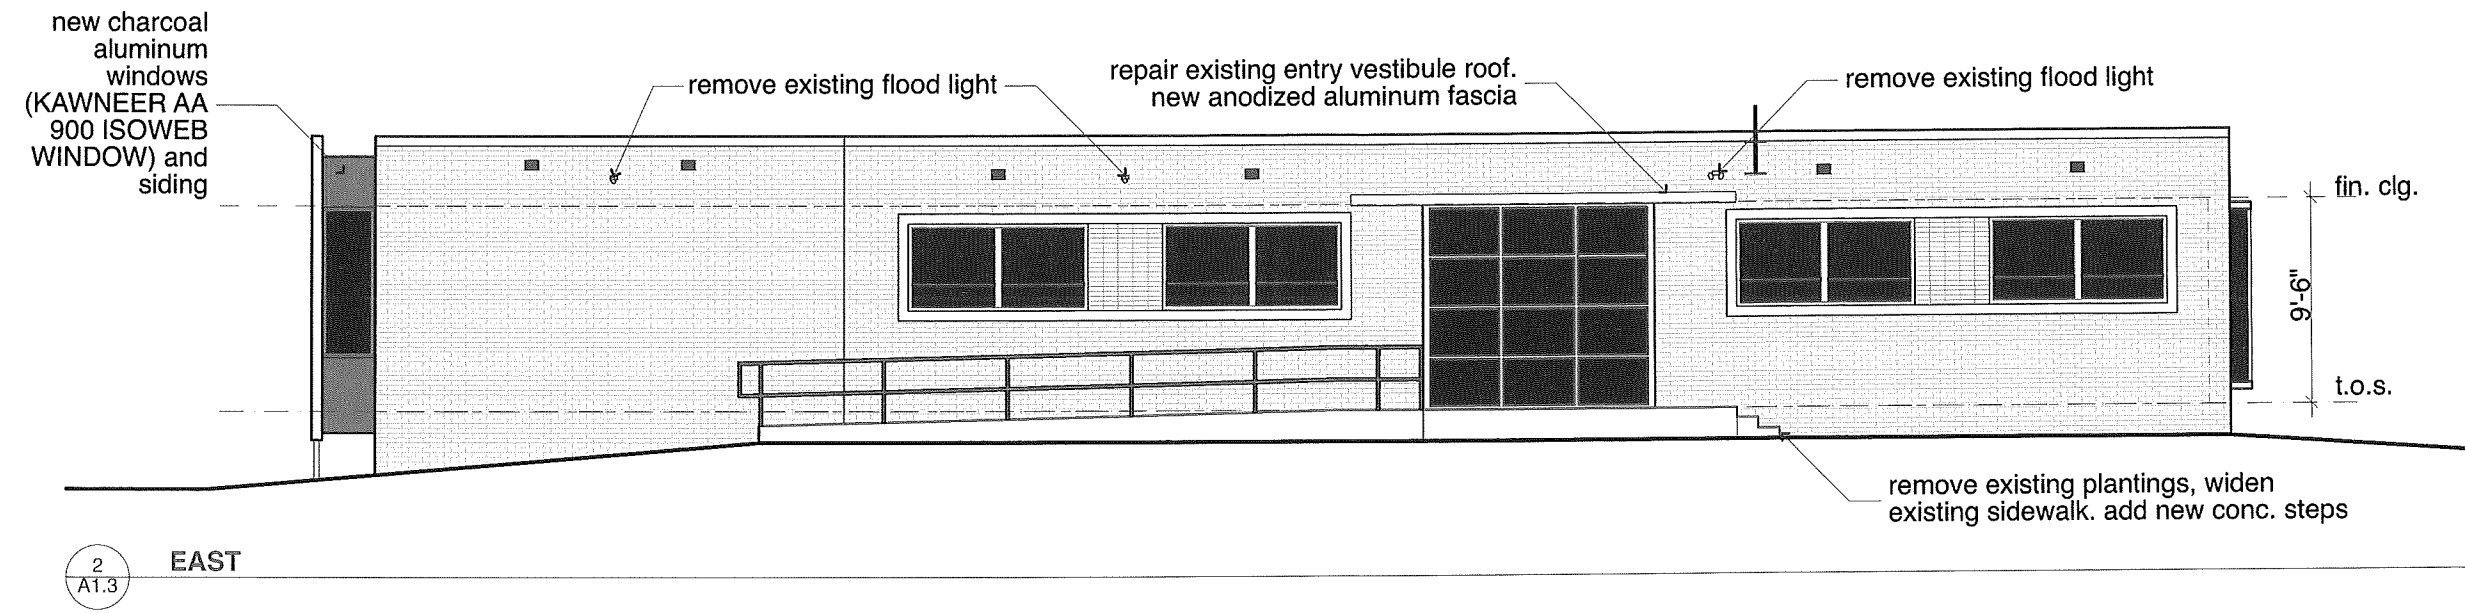 new charcoal
aluminum
windows
(KAWNEER AA
900 ISOWEB
WINDOW) and
siding
remove existing flood light
repair existing entry vestibule roof.
new anodized aluminum fascia
remove existing flood light
fin. clg.
9'-6"
t.o.s.
remove existing plantings, widen
existing sidewalk. add new conc. steps
2
A1.3
EAST